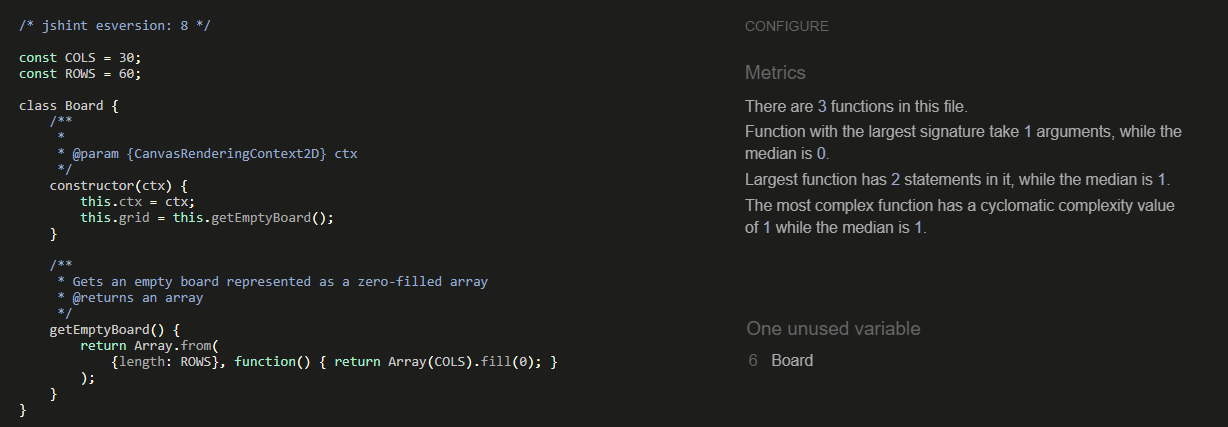 /* jshint esversion: 8 */
const COLS = 30;
const ROWS = 60;
class Board {
    /**
     *
     * @param {CanvasRenderingContext2D} ctx
     */
    constructor(ctx) {
        this.ctx = ctx;
        this.grid = this.getEmptyBoard();
    }
    /**
     * Gets an empty board represented as a zero-filled array
     * @returns an array
     */
    getEmptyBoard() {
        return Array.from(
            {length: ROWS}, function() { return Array(COLS).fill(0); }
        );
    }
}
CONFIGURE
Metrics
There are 3 functions in this file.
Function with the largest signature take 1 arguments, while the
median is 0.
Largest function has 2 statements in it, while the median is 1.
The most complex function has a cyclomatic complexity value
of 1 while the median is 1.
One unused variable
6 Board